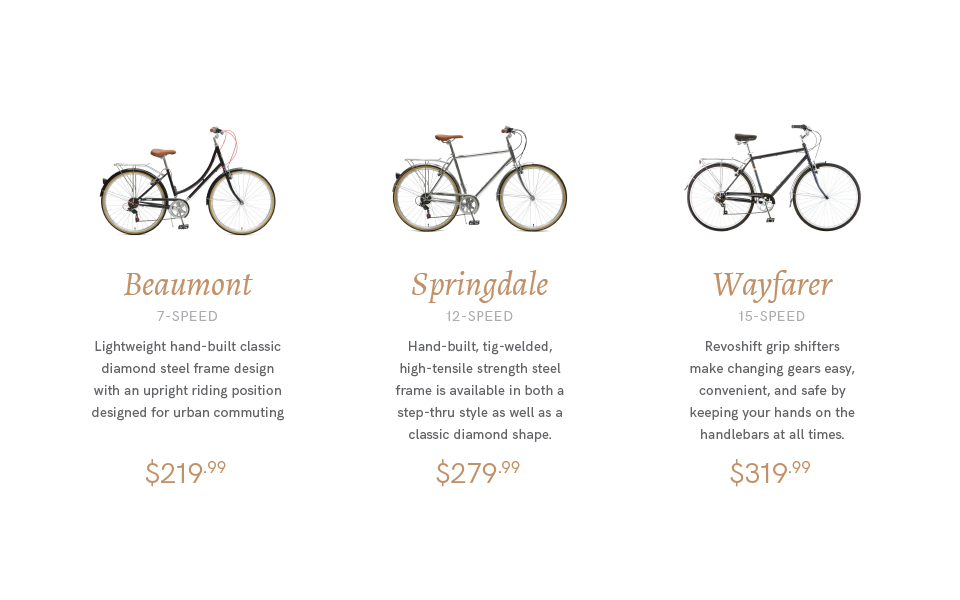 Beaumont
7-SPEED
Lightweight hand-built classic
diamond steel frame design
with an upright riding position
designed for urban commuting
$219.99
Springdale
12-SPEED
Hand-built, tig-welded,
high-tensile strength steel
frame is available in both a
step-thru style as well as a
classic diamond shape.
$279.99
Wayfarer
15-SPEED
Revoshift grip shifters
make changing gears easy,
convenient, and safe by
keeping your hands on the
handlebars at all times.
$319.99